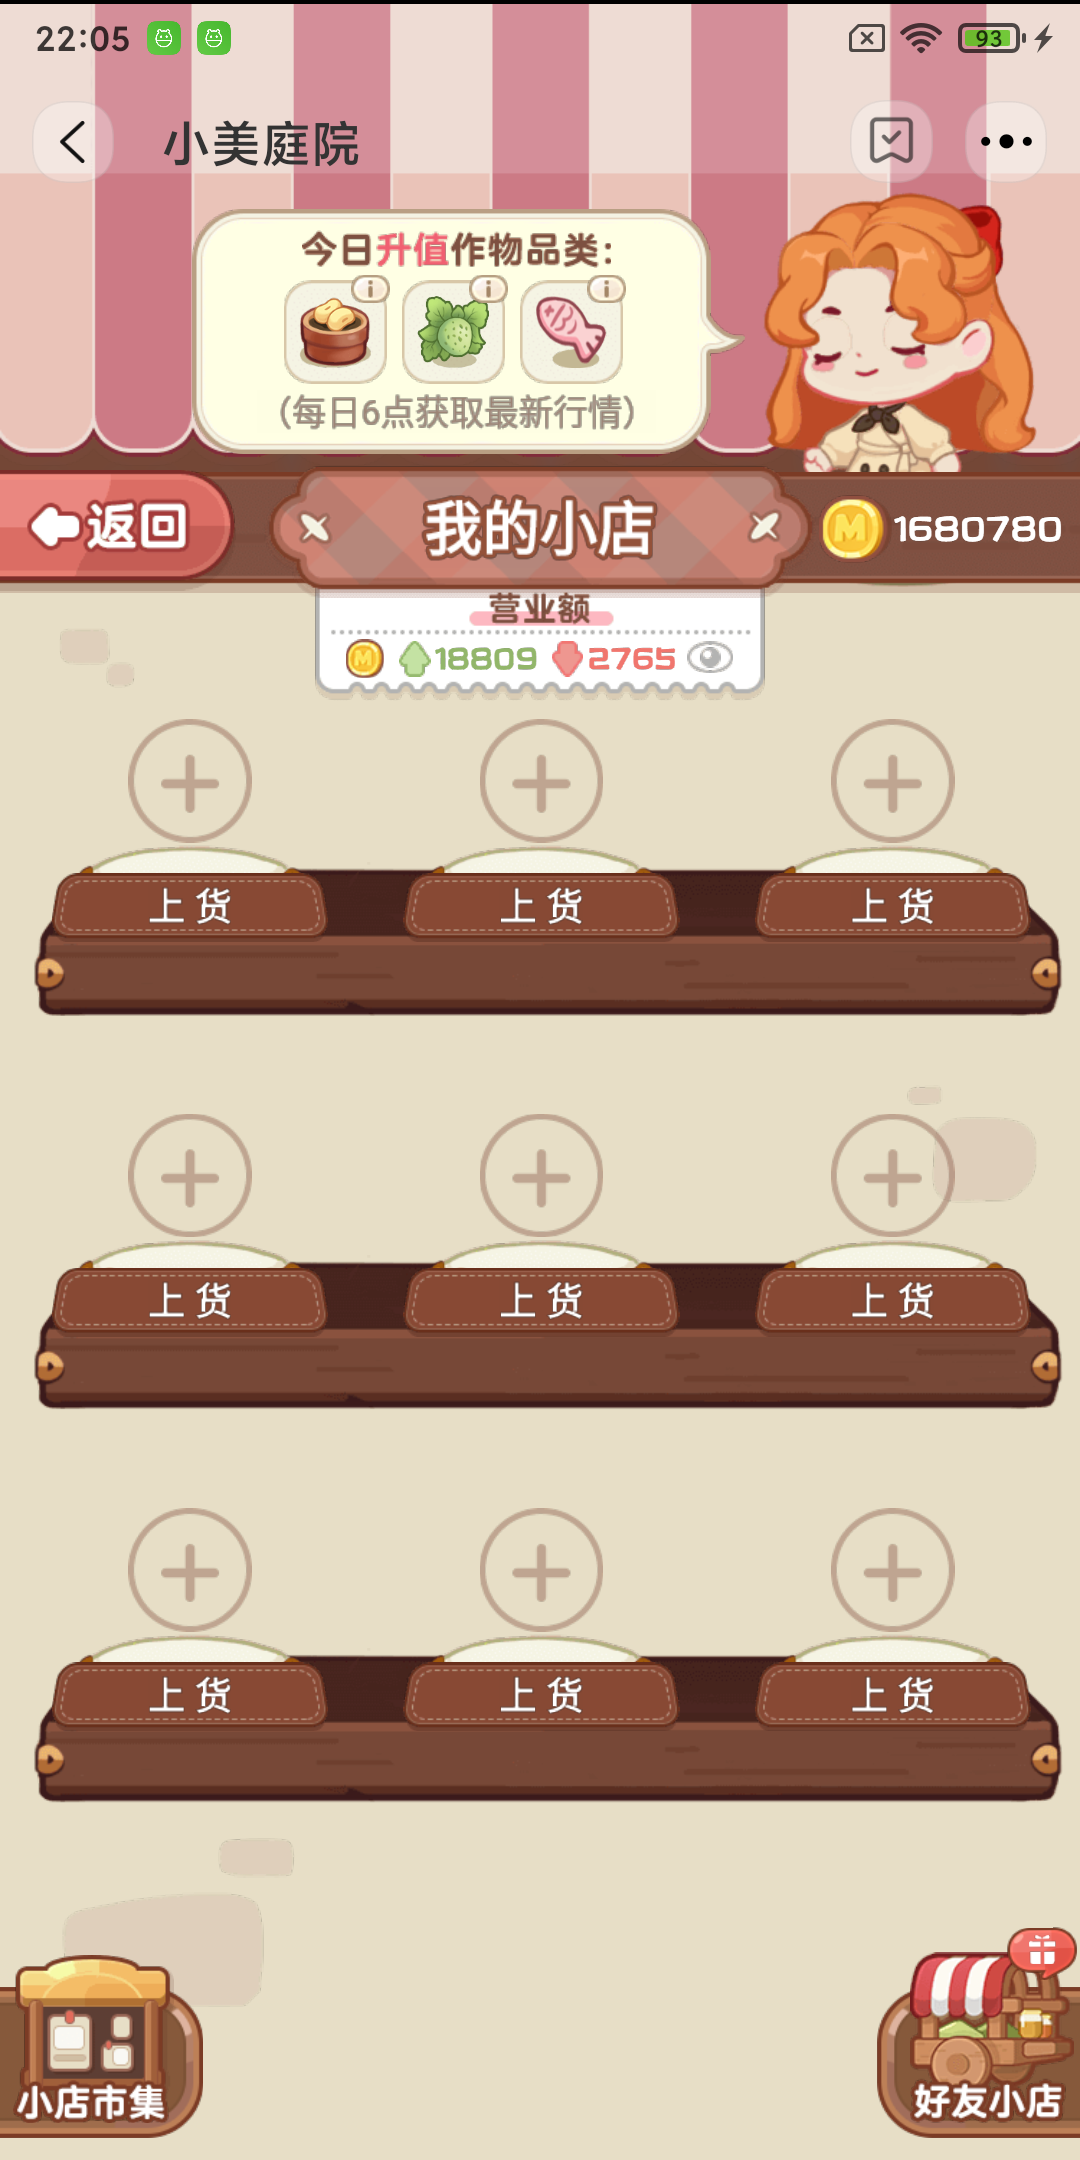 22:05
93
小美庭院
今日升值作物品类:
(每日6点获取最新行情)
返回
我的小店
M 1680780
营业额
M 18809 2765
上货 上货 上货
上货 上货 上货
上货 上货 上货
小店市集
好友小店